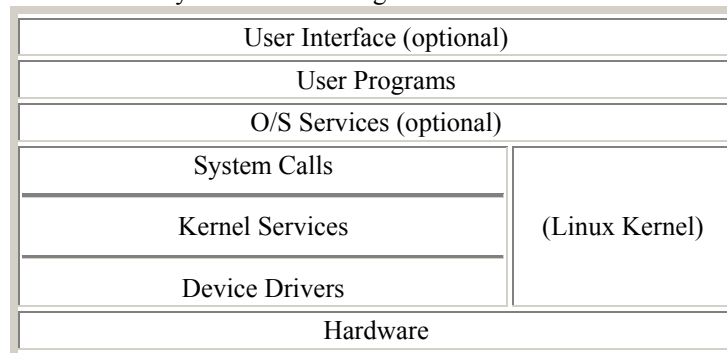 User Interface (optional)
User Programs
O/S Services (optional)
System Calls
Kernel Services
(Linux Kernel)
Device Drivers
Hardware